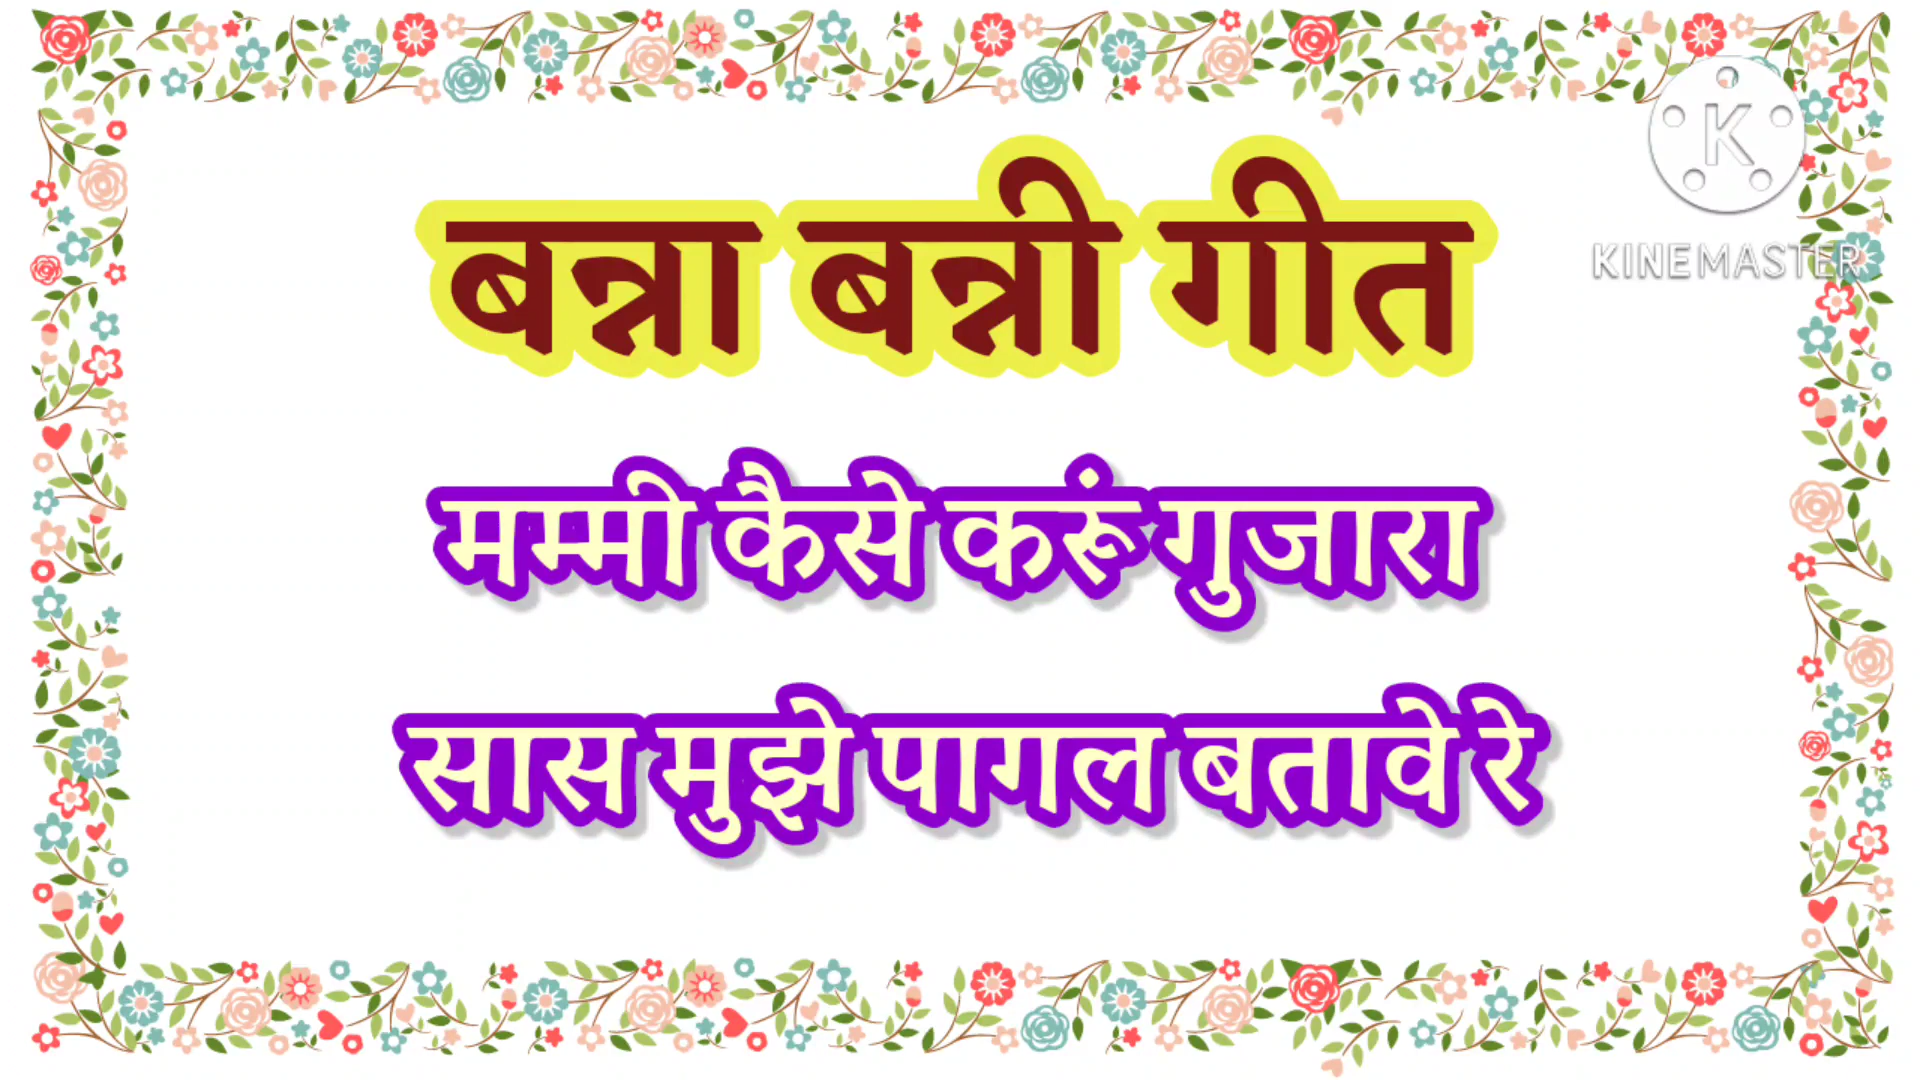 बन्ना बन्नी गीत
K
KINEMASTER
मम्मी कैसे करूं गुजारा
सास मुझे पागल बतावे रे